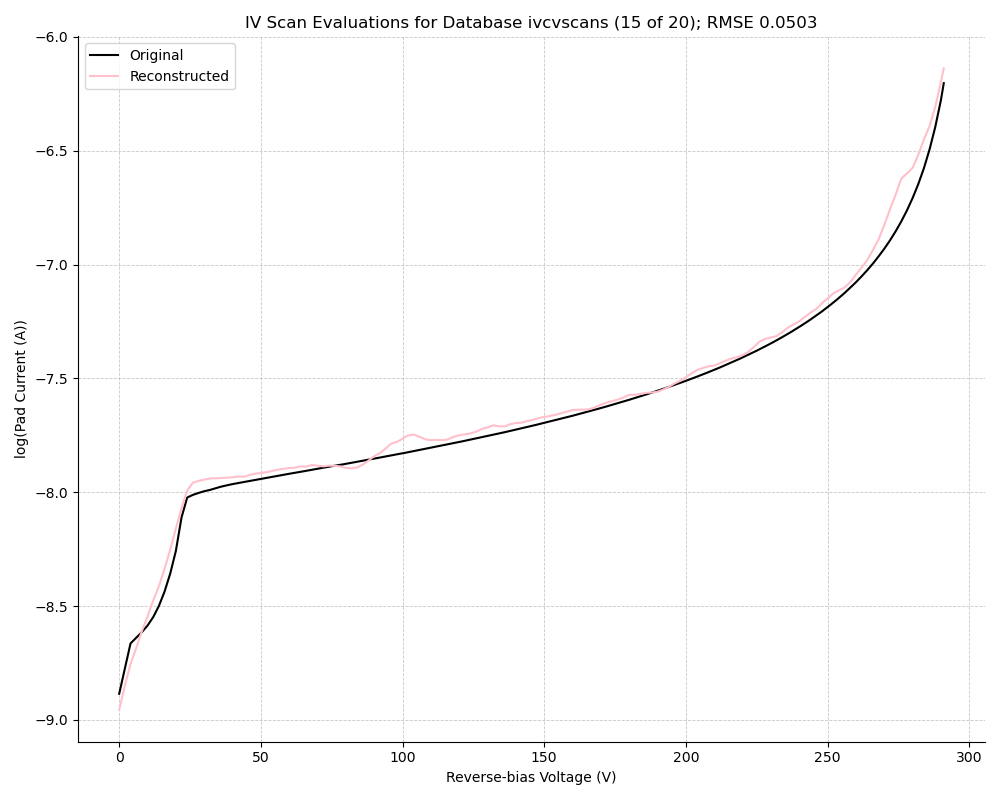 IV Scan Evaluations for Database ivcvscans (15 of 20); RMSE 0.0503
Original
Reconstructed
−6.0
−6.5
−7.0
−7.5
−8.0
−8.5
−9.0
log(Pad Current (A))
0
50
100
150
200
250
300
Reverse-bias Voltage (V)